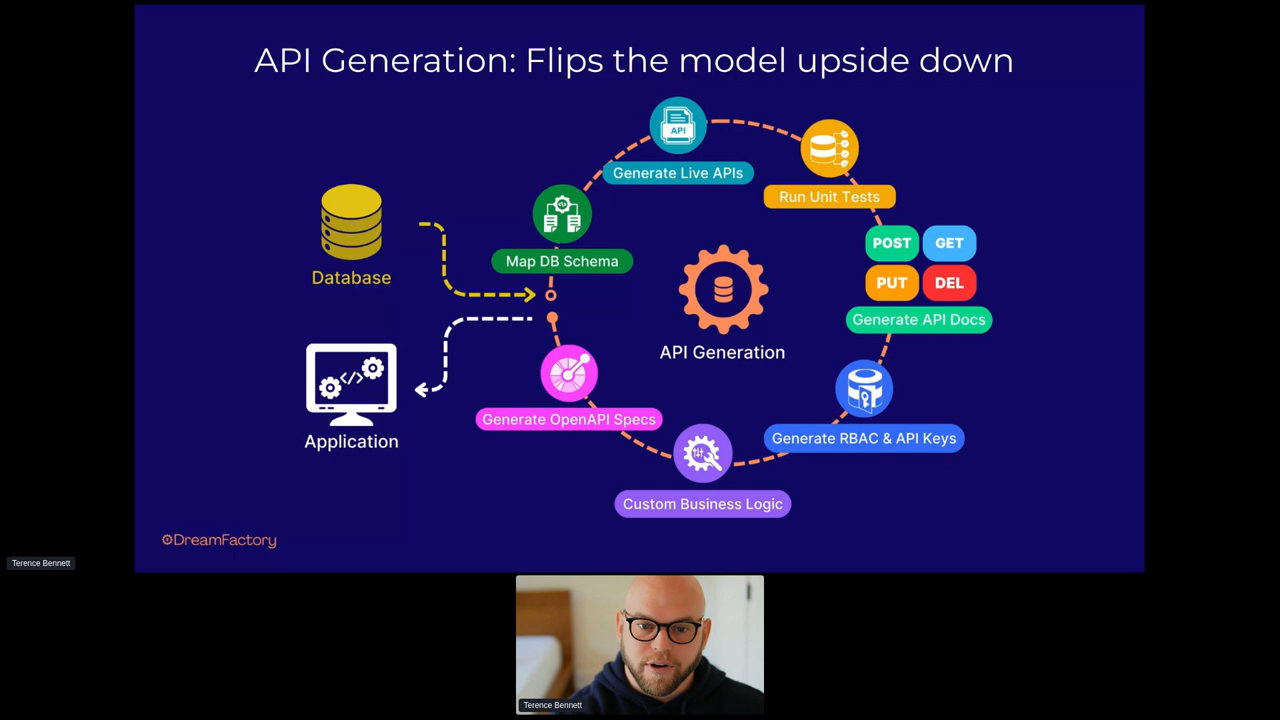 API Generation: Flips the model upside down
API
Generate Live APIs
Run Unit Tests
Map DB Schema
POST GET
PUT DEL
Generate API Docs
Database
API Generation
Application
</>
Generate OpenAPI Specs
Generate RBAC & API Keys
Custom Business Logic
DreamFactory
Terence Bennett
Terence Bennett